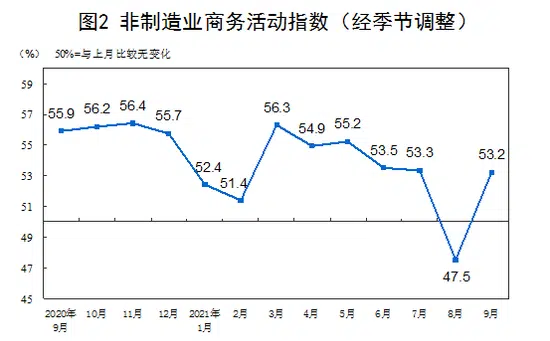 图2 非制造业商务活动指数（经季节调整）
（%） 50%=与上月比较无变化
59
57
55
53
51
49
47
45
55.9
56.2
56.4
55.7
52.4
51.4
56.3
54.9
55.2
53.5
53.3
47.5
53.2
2020年
9月
10月
11月
12月
2021年
1月
2月
3月
4月
5月
6月
7月
8月
9月